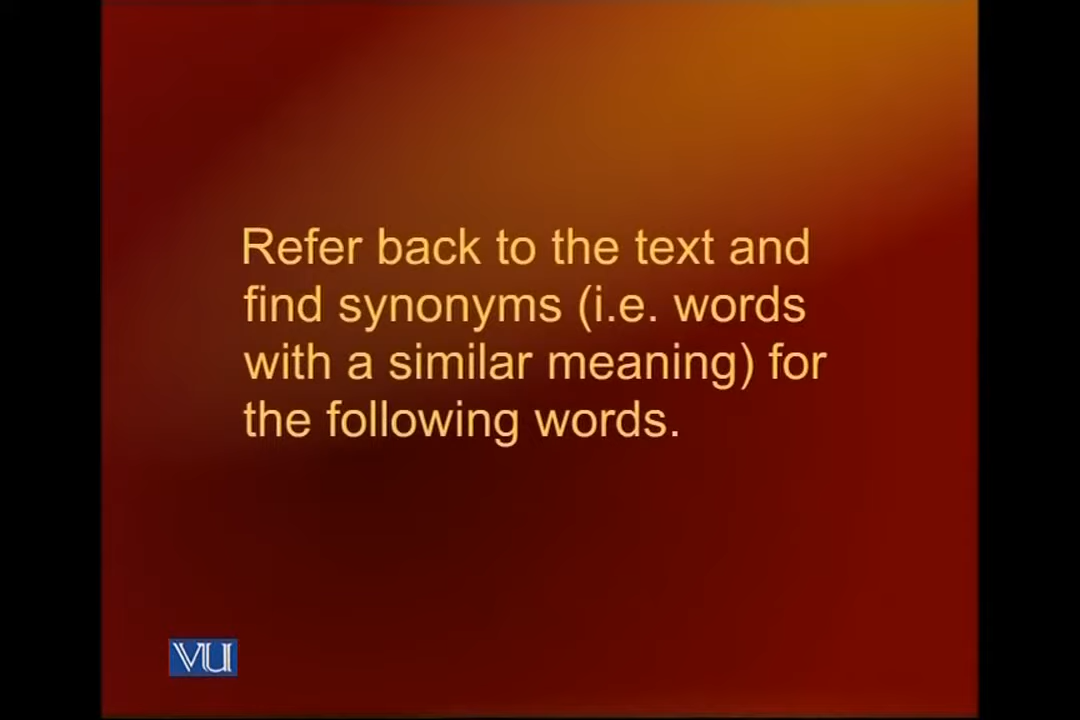 Refer back to the text and
find synonyms (i.e. words
with a similar meaning) for
the following words.
VU